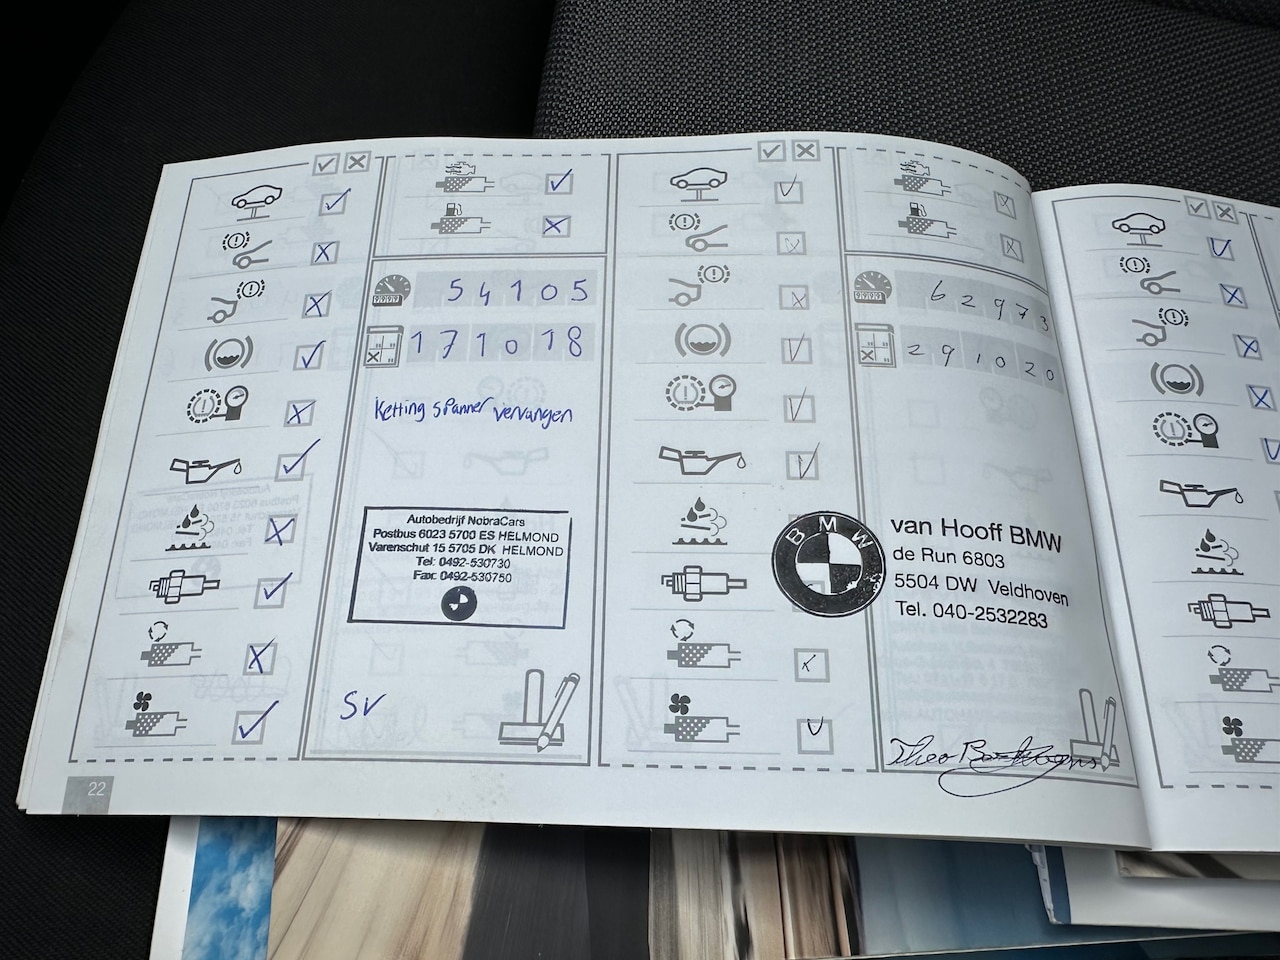 54105
171018
Ketting spanner vervangen
Autobedrijf NobraCars
Postbus 6023 5700 ES HELMOND
Varenschut 15 5705 DK HELMOND
Tel: 0492-530730
Fax: 0492-530750
SV
22
62973
291020
BMW
van Hooff BMW
de Run 6803
5504 DW Veldhoven
Tel. 040-2532283
Theo